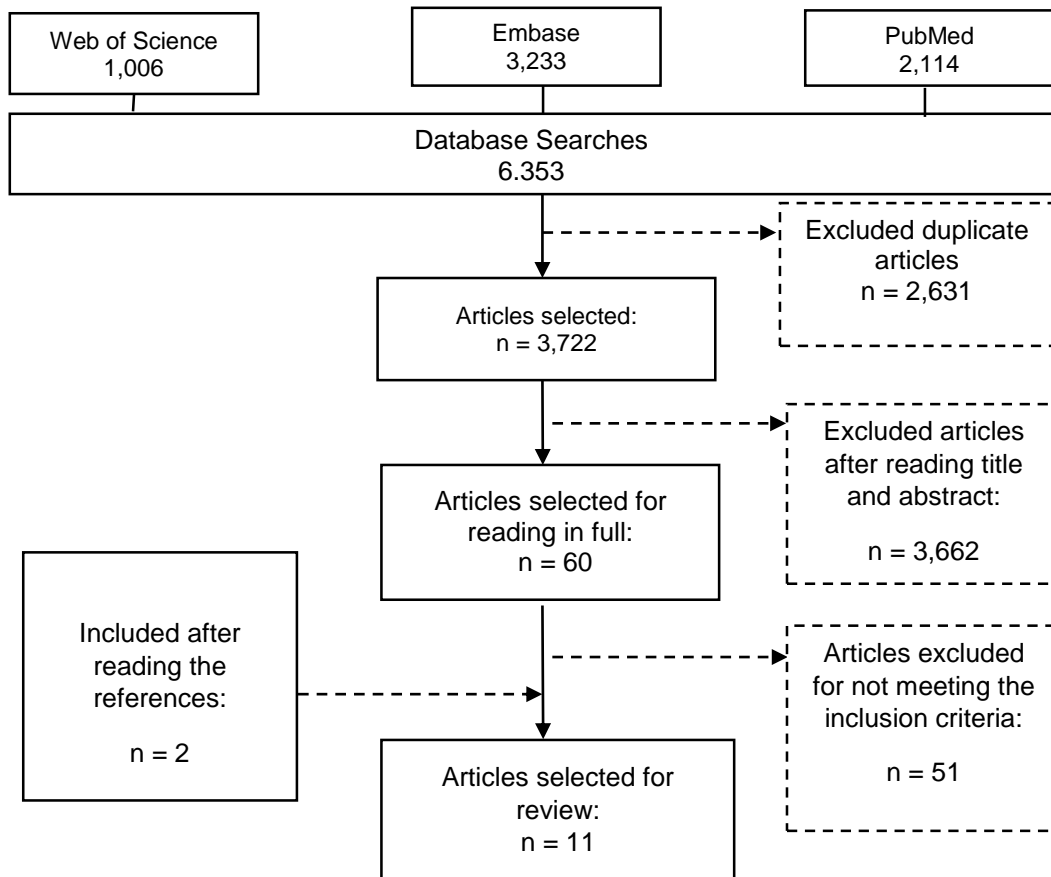 Web of Science
1,006
Embase
3,233
PubMed
2,114
Database Searches
6.353
Excluded duplicate
articles
n = 2,631
Articles selected:
n = 3,722
Excluded articles
after reading title
and abstract:
n = 3,662
Articles selected for
reading in full:
n = 60
Included after
reading the
references:
n = 2
Articles excluded
for not meeting the
inclusion criteria:
n = 51
Articles selected for
review:
n = 11